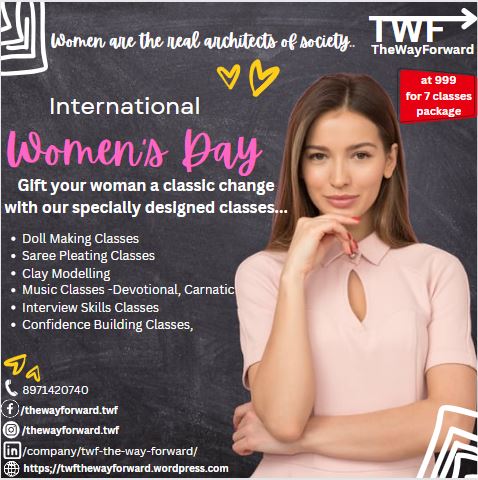 Women are the real architects of society..
TWF
TheWayForward
at 999
for 7 classes
package
International
Women's Day
Gift your woman a classic change
with our specially designed classes...
• Doll Making Classes
• Saree Pleating Classes
• Clay Modelling
• Music Classes -Devotional, Carnatic
• Interview Skills Classes
• Confidence Building Classes,
8971420740
/thewayforward.twf
/thewayforward.twf
/company/twf-the-way-forward/
https://twfthewayforward.wordpress.com